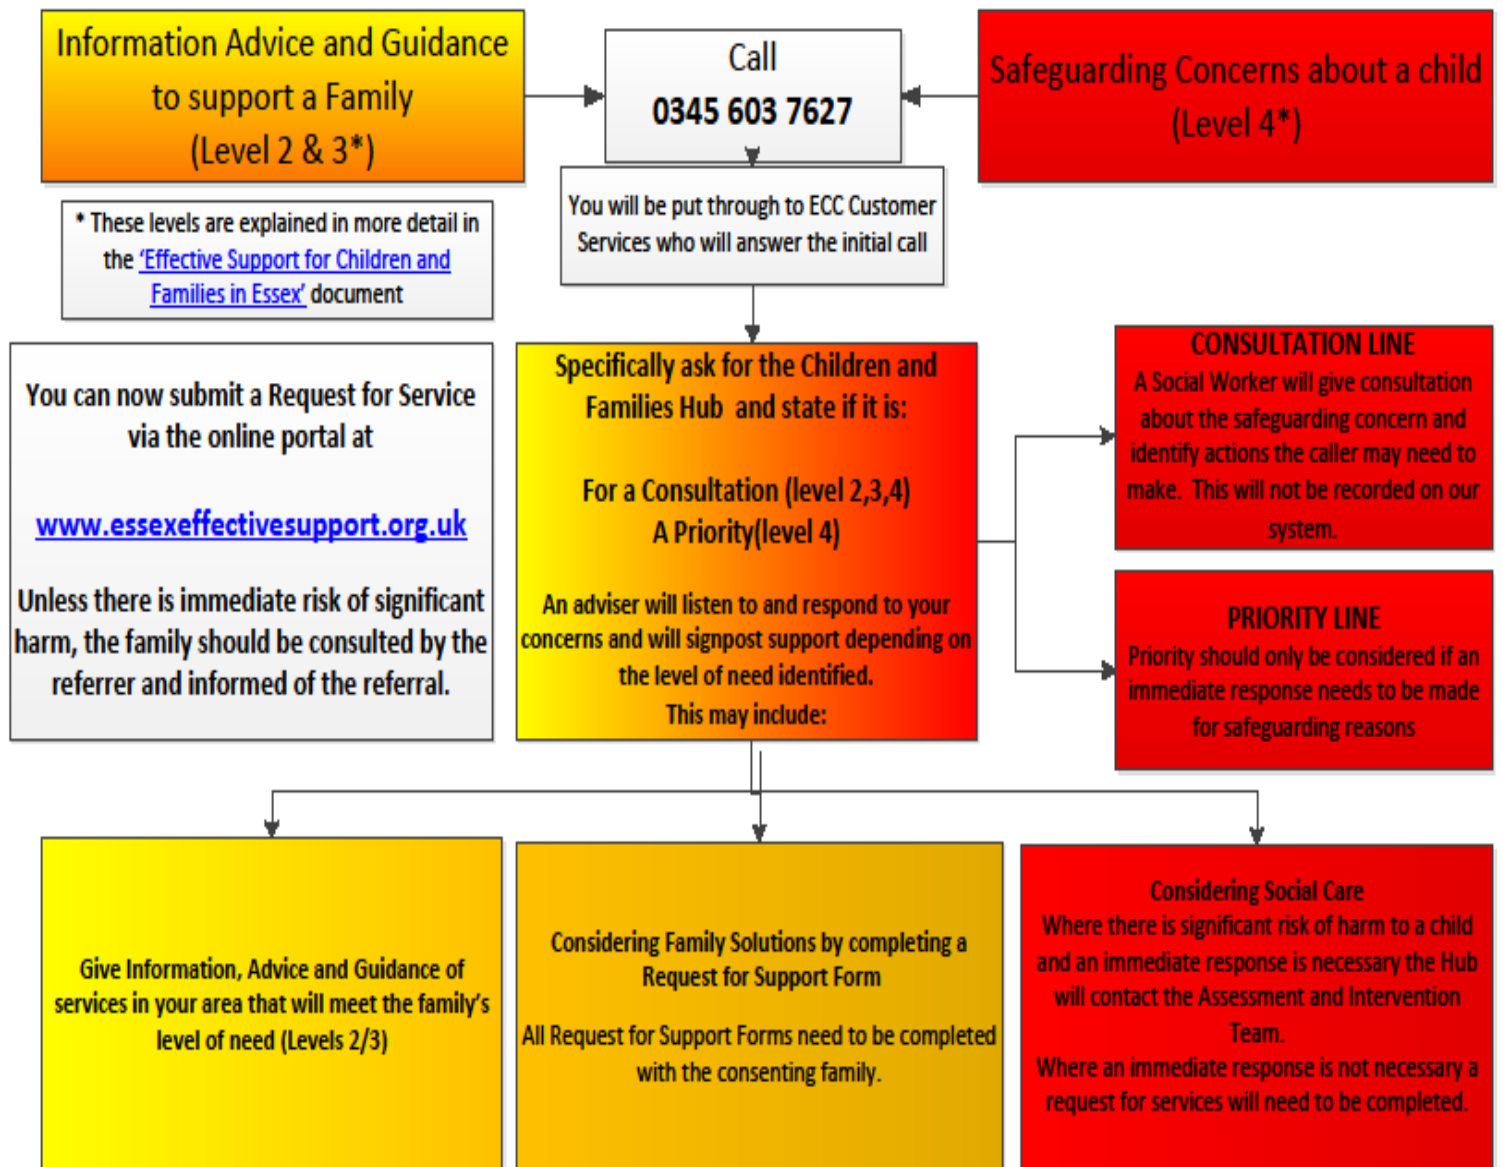 Information Advice and Guidance
to support a Family
(Level 2 & 3*)
Call
0345 603 7627
Safeguarding Concerns about a child
(Level 4*)
You will be put through to ECC Customer
Services who will answer the initial call
* These levels are explained in more detail in
the ‘Effective Support for Children and
Families in Essex’ document
You can now submit a Request for Service
via the online portal at
www.essexeffectivesupport.org.uk
Unless there is immediate risk of significant
harm, the family should be consulted by the
referrer and informed of the referral.
Specifically ask for the Children and
Families Hub and state if it is:
For a Consultation (level 2,3,4)
A Priority(level 4)
An adviser will listen to and respond to your
concerns and will signpost support depending on
the level of need identified.
This may include:
CONSULTATION LINE
A Social Worker will give consultation
about the safeguarding concern and
identify actions the caller may need to
make. This will not be recorded on our
system.
PRIORITY LINE
Priority should only be considered if an
immediate response needs to be made
for safeguarding reasons
Give Information, Advice and Guidance of
services in your area that will meet the family’s
level of need (Levels 2/3)
Considering Family Solutions by completing a
Request for Support Form
All Request for Support Forms need to be completed
with the consenting family.
Considering Social Care
Where there is significant risk of harm to a child
and an immediate response is necessary the Hub
will contact the Assessment and Intervention
Team.
Where an immediate response is not necessary a
request for services will need to be completed.